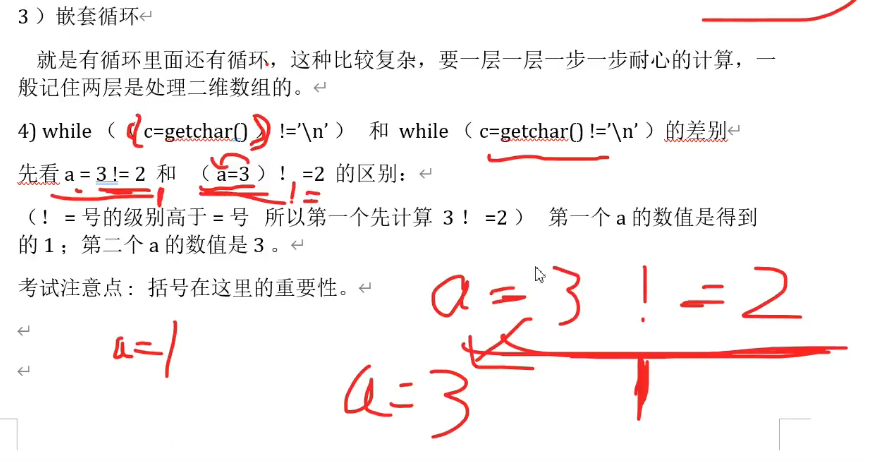 3）嵌套循环
就是有循环里面还有循环，这种比较复杂，要一层一层一步一步耐心的计算，一
般记住两层是处理二维数组的。
4) while （（c=getchar()）!='\n'） 和 while （c=getchar() !='\n'）的差别
先看 a = 3 != 2 和 （a=3）！ =2 的区别：
!=
（！ = 号的级别高于 = 号 所以第一个先计算 3！ =2） 第一个 a 的数值是得到
的 1；第二个 a 的数值是 3 。
考试注意点： 括号在这里的重要性。
a = 3 ! = 2
a=1
a=3
1